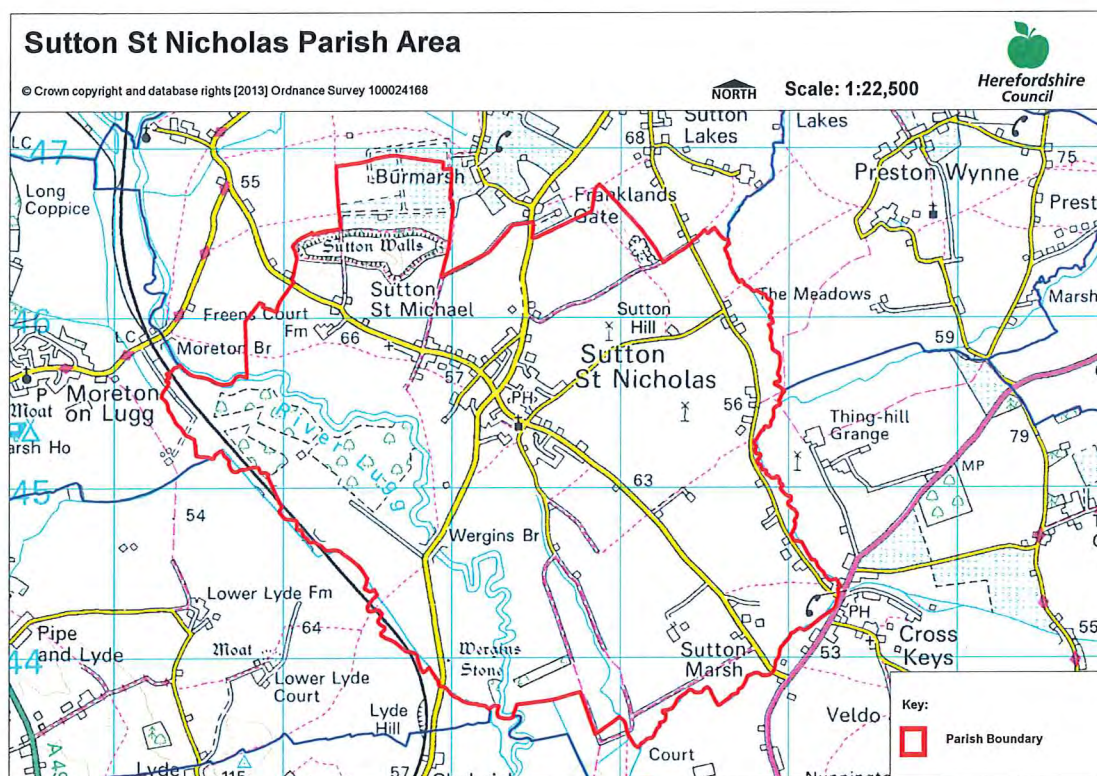 Sutton St Nicholas Parish Area
© Crown copyright and database rights [2013] Ordnance Survey 100024168
NORTH
Scale: 1:22,500
Herefordshire
Council
LC
47
Long
Coppice
55
Burmarsh
68
Sutton
Lakes
Lakes
Preston Wynne
75
Prest
Franklands
Gate
Sutton Walls
Sutton
St Michael
The Meadows
Marsh
46
LC
Freens Court
Fm
66
Moreton Br
Sutton
Hill
59
Sutton
St Nicholas
57
PH
P
Moreton
on Lugg
Moat
arsh Ho
River Lugg
56
Thing-hill
Grange
79
MP
45
54
63
Wergins Br
Lower Lyde Fm
64
Pipe
and Lyde
Moat
Lower Lyde
Court
44
Wergins
Stone
Sutton
Marsh
PH
53
Cross
Keys
55
Lyde
Hill
Veldo
Court
A 49
Lyde
115
57
Key:
Parish Boundary